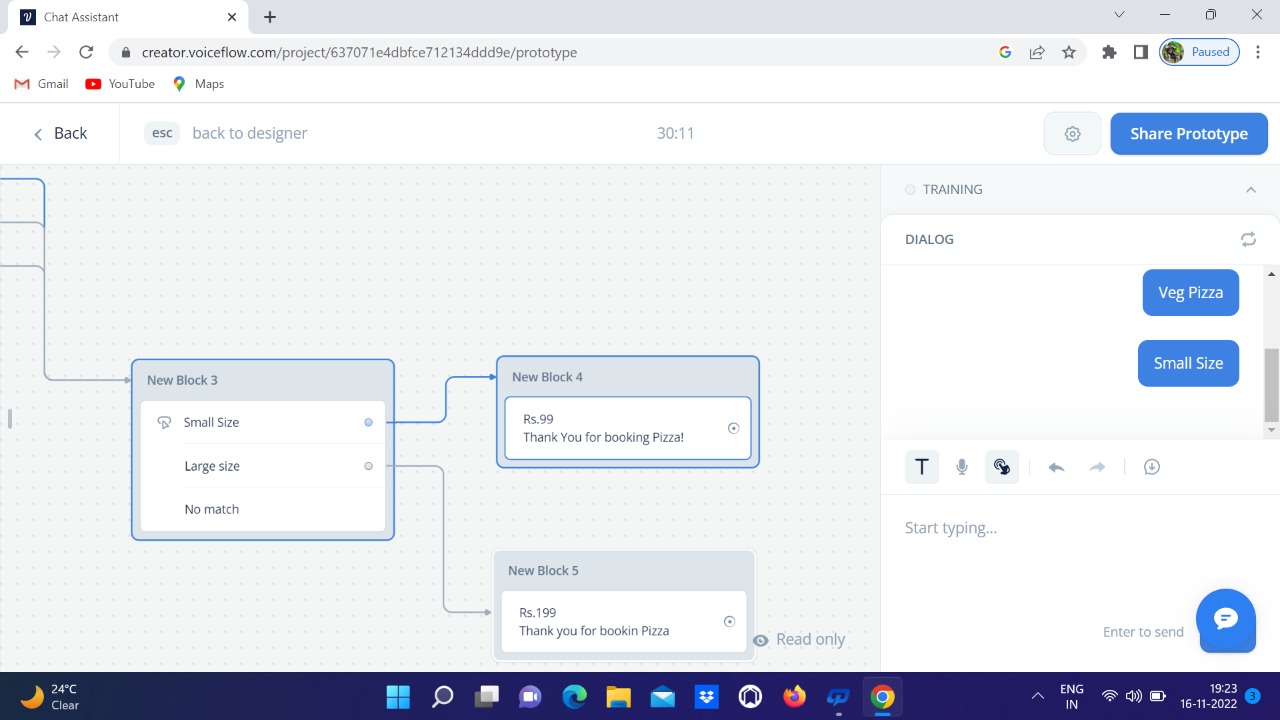 Chat Assistant
creator.voiceflow.com/project/637071e4dbfce712134ddd9e/prototype
Paused
Gmail
YouTube
Maps
Back
esc
back to designer
30:11
Share Prototype
TRAINING
DIALOG
Veg Pizza
Small Size
New Block 3
Small Size
Large size
No match
New Block 4
Rs.99
Thank You for booking Pizza!
New Block 5
Rs.199
Thank you for bookin Pizza
Read only
T
Start typing...
Enter to send
24°C
Clear
ENG
IN
19:23
16-11-2022
3